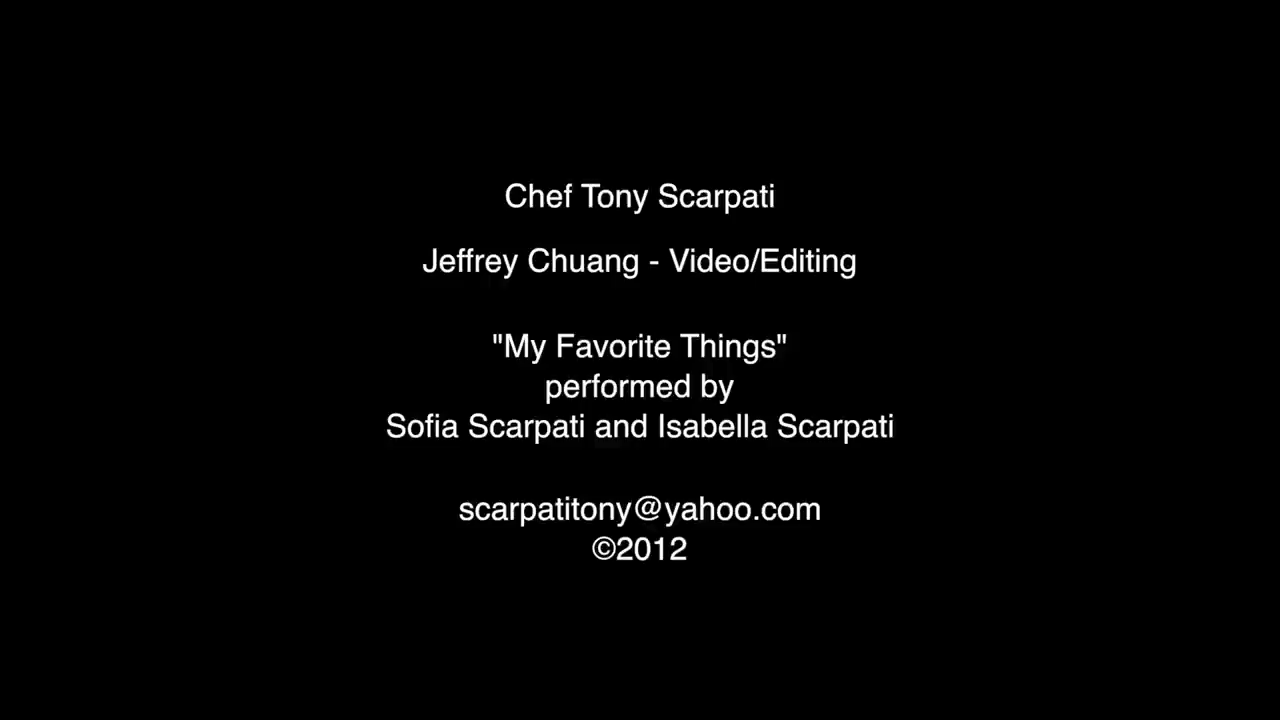 Chef Tony Scarpati
Jeffrey Chuang - Video/Editing
"My Favorite Things"
performed by
Sofia Scarpati and Isabella Scarpati
scarpatitony@yahoo.com
©2012